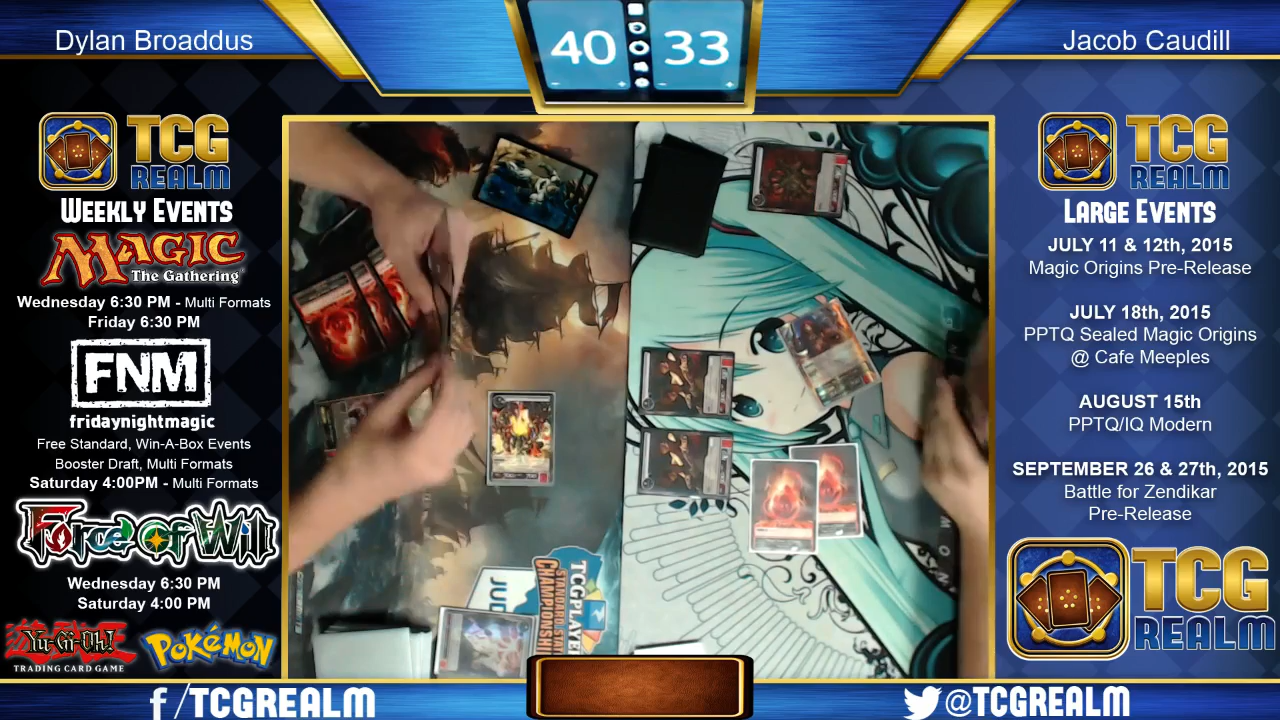 Dylan Broaddus
40
33
Jacob Caudill
TCG
REALM
WEEKLY EVENTS
MAGIC
The Gathering
Wednesday 6:30 PM - Multi Formats
Friday 6:30 PM
FNM
fridaynightmagic
Free Standard, Win-A-Box Events
Booster Draft, Multi Formats
Saturday 4:00PM - Multi Formats
Force of Will
Wednesday 6:30 PM
Saturday 4:00 PM
Yu-Gi-Oh!
TRADING CARD GAME
POKéMON
TCG
REALM
LARGE EVENTS
JULY 11 & 12th, 2015
Magic Origins Pre-Release
JULY 18th, 2015
PPTQ Sealed Magic Origins
@ Cafe Meeples
AUGUST 15th
PPTQ/IQ Modern
SEPTEMBER 26 & 27th, 2015
Battle for Zendikar
Pre-Release
TCG
REALM
TCGPLAYER
CHAMPIONSHIP
f /TCGREALM
@TCGREALM